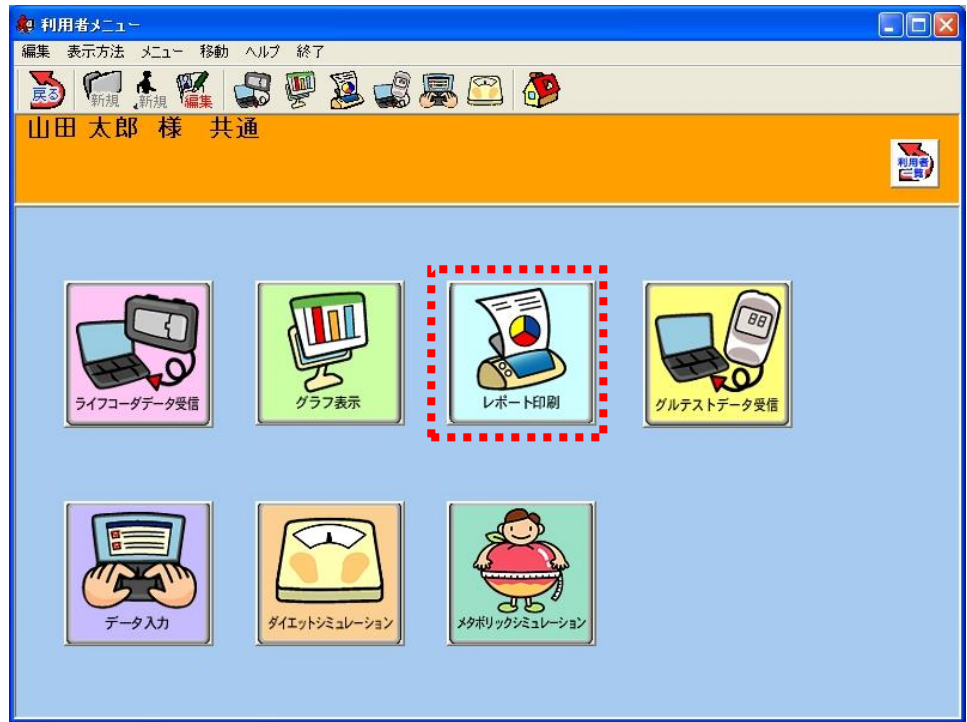 利用者メニュー
編集 表示方法 メニュー 移動 ヘルプ 終了
戻る 新規 新規 編集
山田 太郎 様 共通
利用者
一覧
88
ライフコーダデータ受信 グラフ表示 レポート印刷 グルテストデータ受信
データ入力 ダイエットシミュレーション メタボリックシミュレーション